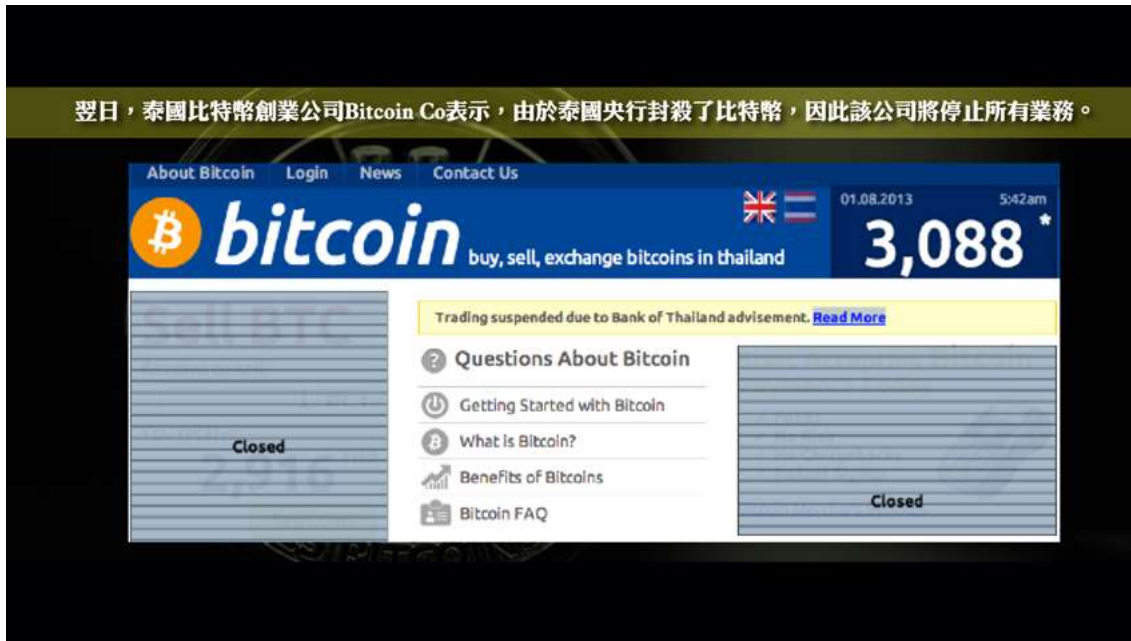 翌日，泰國比特幣創業公司Bitcoin Co表示，由於泰國央行封殺了比特幣，因此該公司將停止所有業務。
About Bitcoin Login News Contact Us
bitcoin buy, sell, exchange bitcoins in thailand
01.08.2013 5:42am
3,088 *
Sell BTC
Trading suspended due to Bank of Thailand advisement. Read More
Questions About Bitcoin
Getting Started with Bitcoin
What is Bitcoin?
Benefits of Bitcoins
Bitcoin FAQ
Closed
2,916
Closed